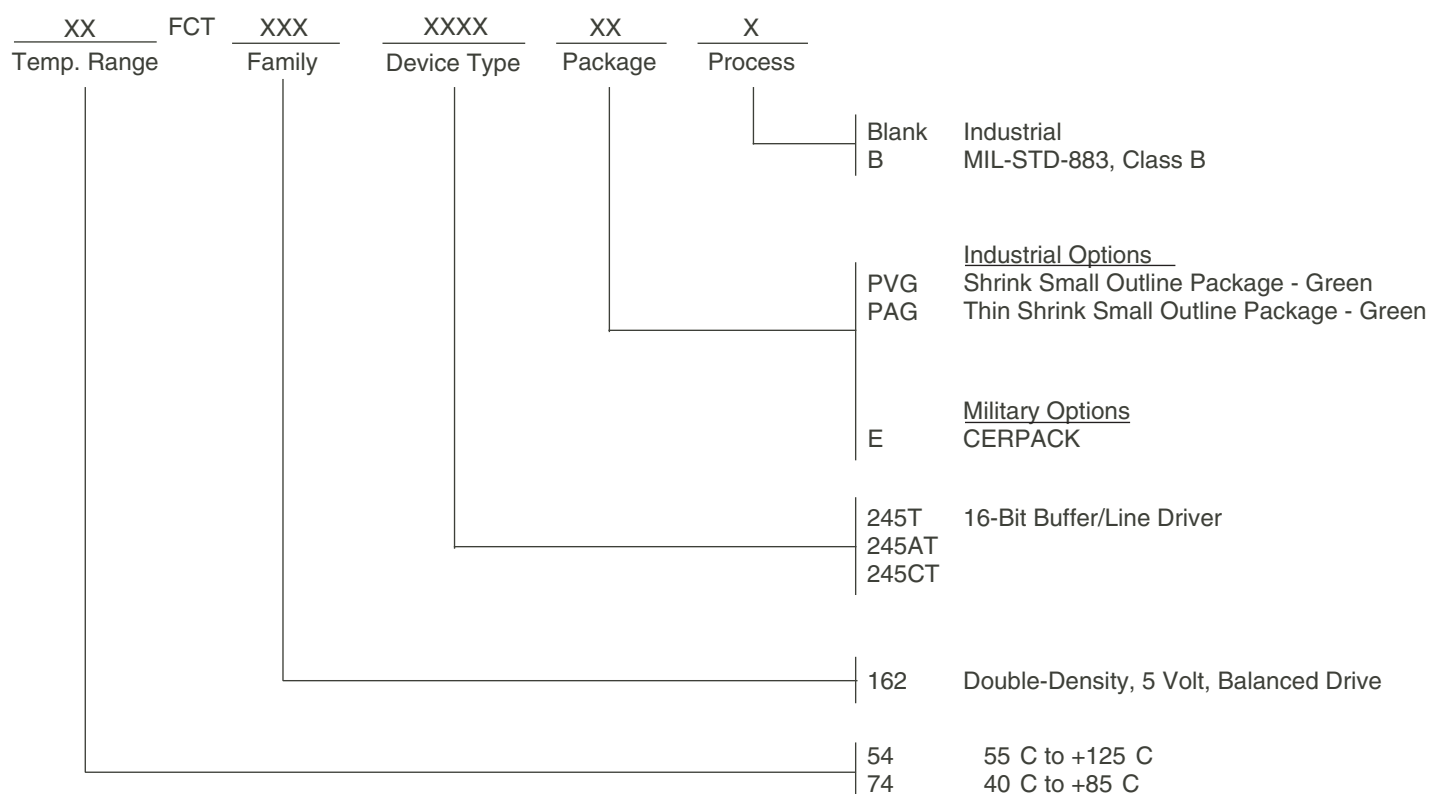 XX FCT XXX XXXX XX X
Temp. Range Family Device Type Package Process
Blank Industrial
B MIL-STD-883, Class B
Industrial Options
PVG Shrink Small Outline Package - Green
PAG Thin Shrink Small Outline Package - Green
Military Options
E CERPACK
245T 16-Bit Buffer/Line Driver
245AT
245CT
162 Double-Density, 5 Volt, Balanced Drive
54 55 C to +125 C
74 40 C to +85 C